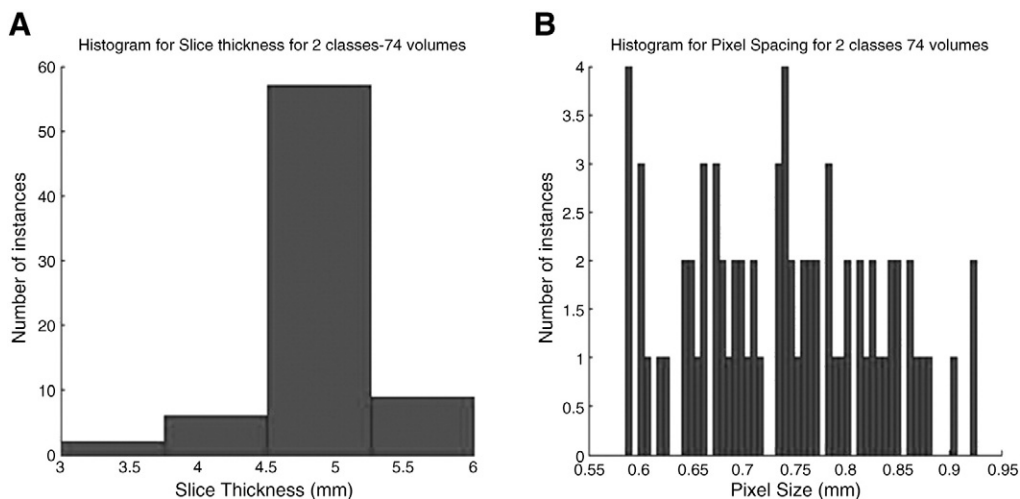 A
Histogram for Slice thickness for 2 classes-74 volumes
60
50
40
30
20
10
0
Number of instances
3 3.5 4 4.5 5 5.5 6
Slice Thickness (mm)
B
Histogram for Pixel Spacing for 2 classes 74 volumes
4
3.5
3
2.5
2
1.5
1
0.5
0
Number of instances
0.55 0.6 0.65 0.7 0.75 0.8 0.85 0.9 0.95
Pixel Size (mm)